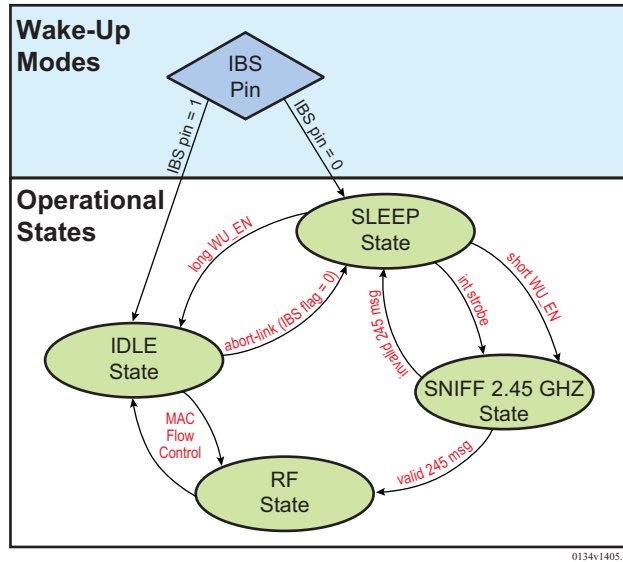 Wake-Up
Modes
IBS
Pin
IBS pin = 1
IBS pin = 0
Operational
States
SLEEP
State
long WU_EN
short WU_EN
int strobe
abort-link (IBS flag = 0)
invalid 245 msg
IDLE
State
SNIFF 2.45 GHZ
State
MAC
Flow
Control
valid 245 msg
RF
State
0134v1405.